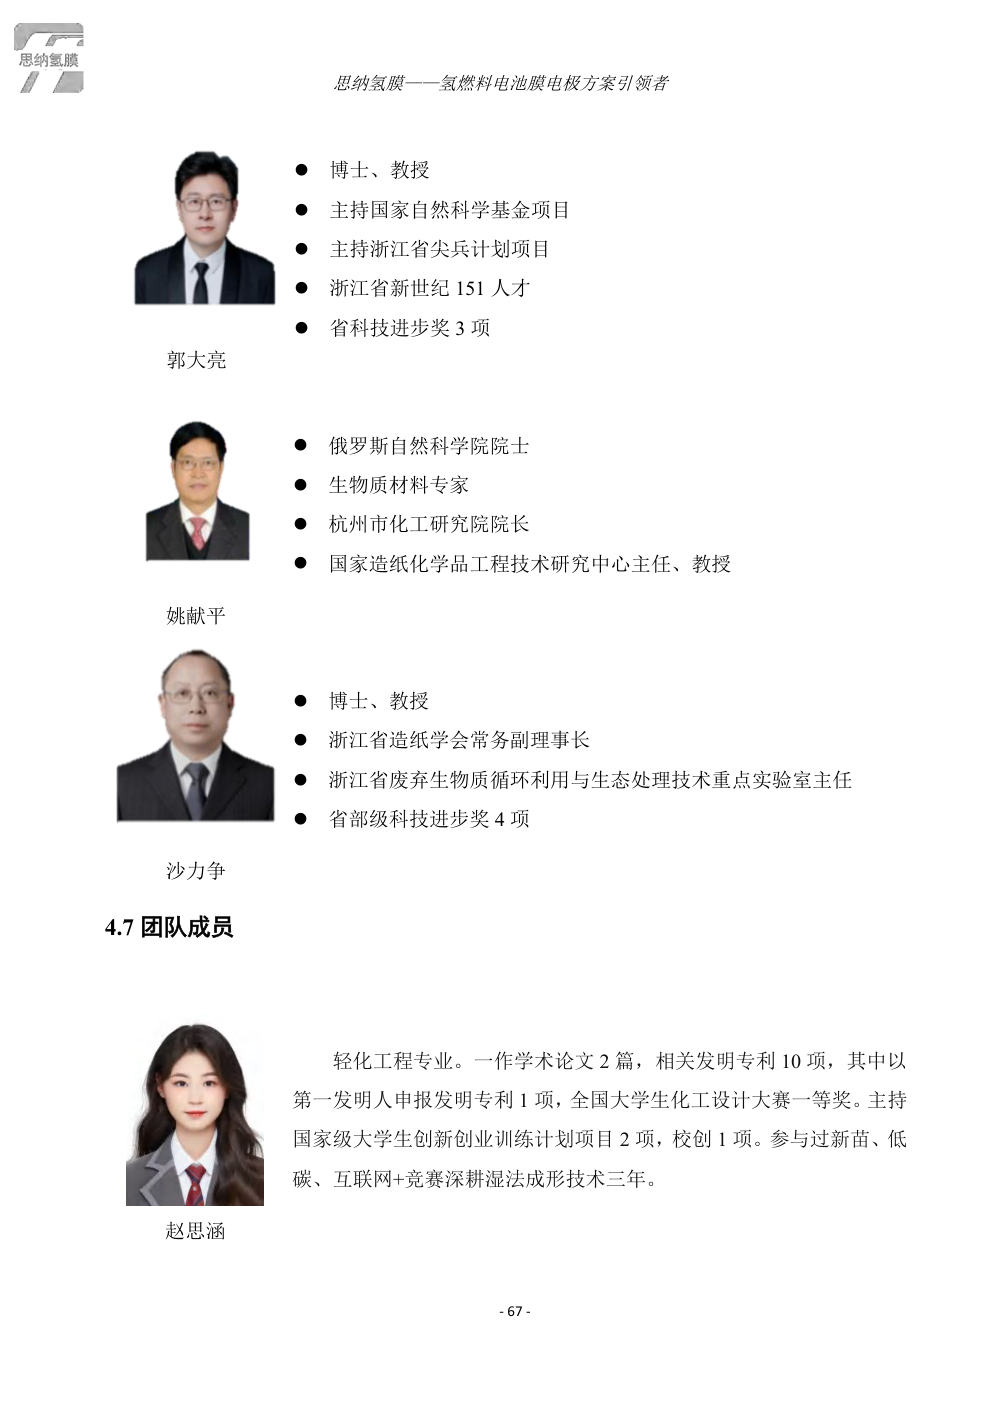 思纳氢膜
思纳氢膜——氢燃料电池膜电极方案引领者
● 博士、教授
● 主持国家自然科学基金项目
● 主持浙江省尖兵计划项目
● 浙江省新世纪 151 人才
● 省科技进步奖 3 项
郭大亮
● 俄罗斯自然科学院院士
● 生物质材料专家
● 杭州市化工研究院院长
● 国家造纸化学品工程技术研究中心主任、教授
姚献平
● 博士、教授
● 浙江省造纸学会常务副理事长
● 浙江省废弃生物质循环利用与生态处理技术重点实验室主任
● 省部级科技进步奖 4 项
沙力争
4.7 团队成员
轻化工程专业。一作学术论文 2 篇，相关发明专利 10 项，其中以
第一发明人申报发明专利 1 项，全国大学生化工设计大赛一等奖。主持
国家级大学生创新创业训练计划项目 2 项，校创 1 项。参与过新苗、低
碳、互联网+竞赛深耕湿法成形技术三年。
赵思涵
- 67 -